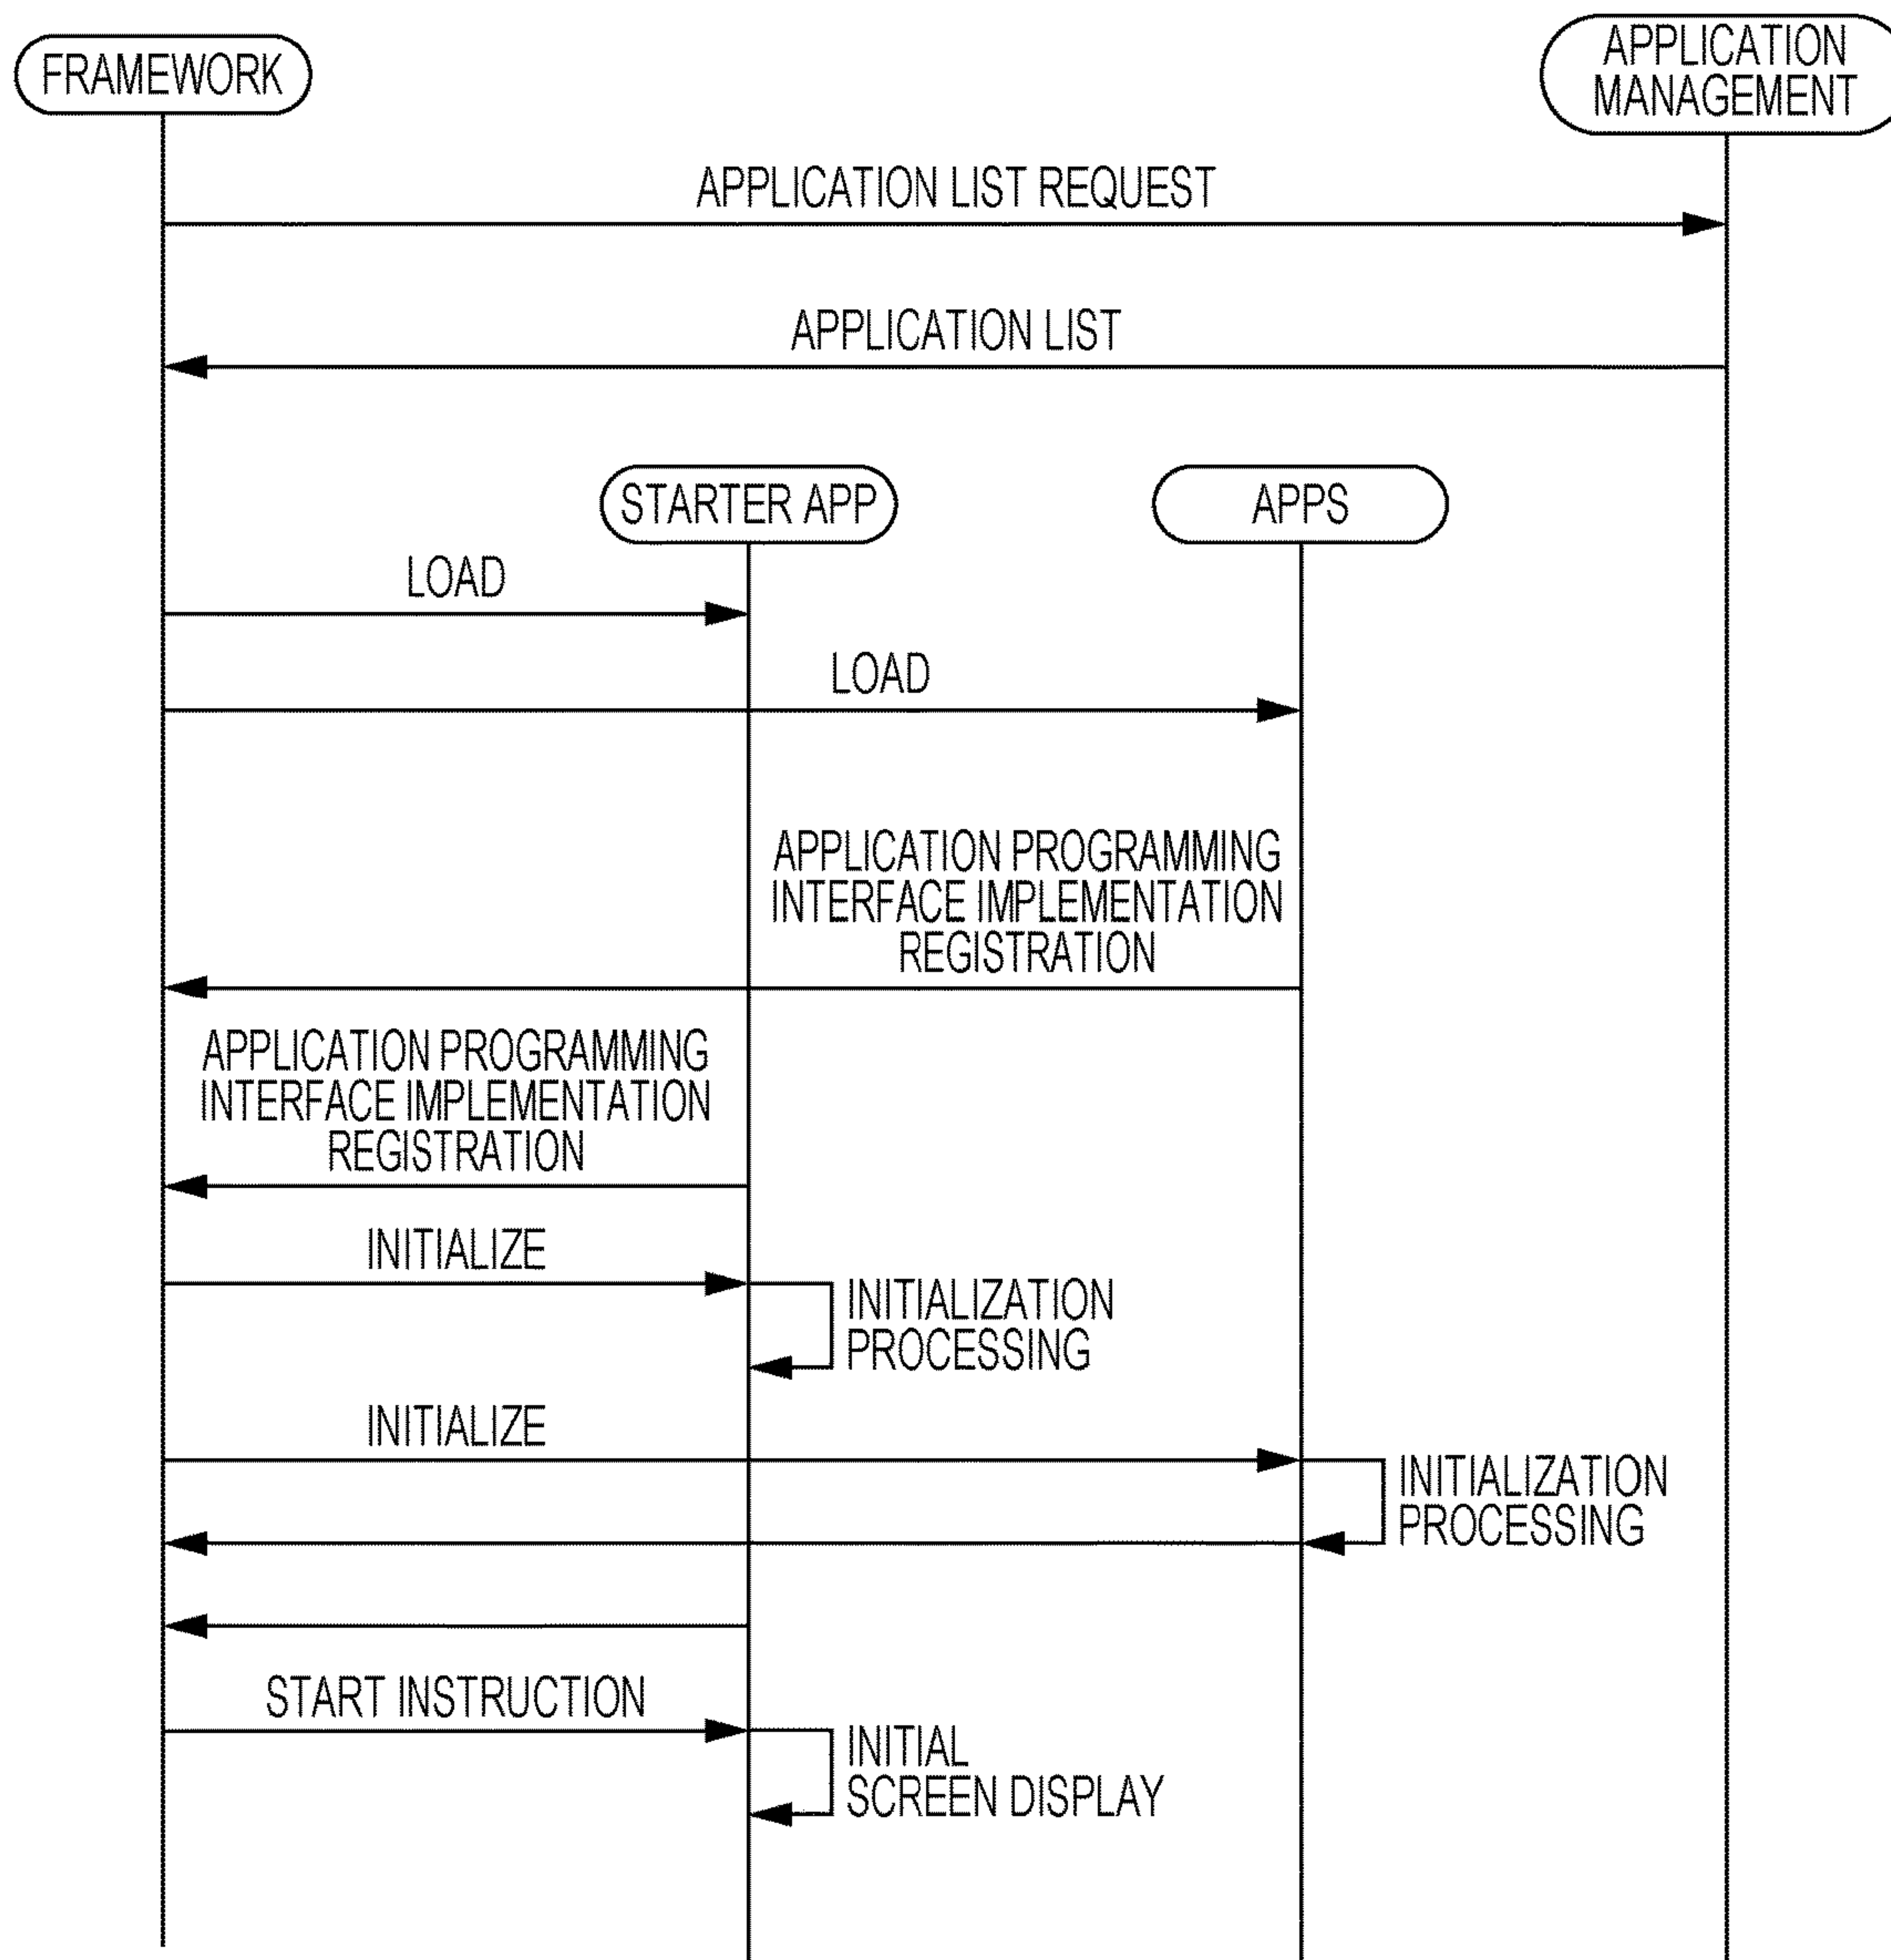 FRAMEWORK
APPLICATION
MANAGEMENT
APPLICATION LIST REQUEST
APPLICATION LIST
STARTER APP
APPS
LOAD
LOAD
APPLICATION PROGRAMMING
INTERFACE IMPLEMENTATION
REGISTRATION
APPLICATION PROGRAMMING
INTERFACE IMPLEMENTATION
REGISTRATION
INITIALIZE
INITIALIZATION
PROCESSING
INITIALIZE
INITIALIZATION
PROCESSING
START INSTRUCTION
INITIAL
SCREEN DISPLAY